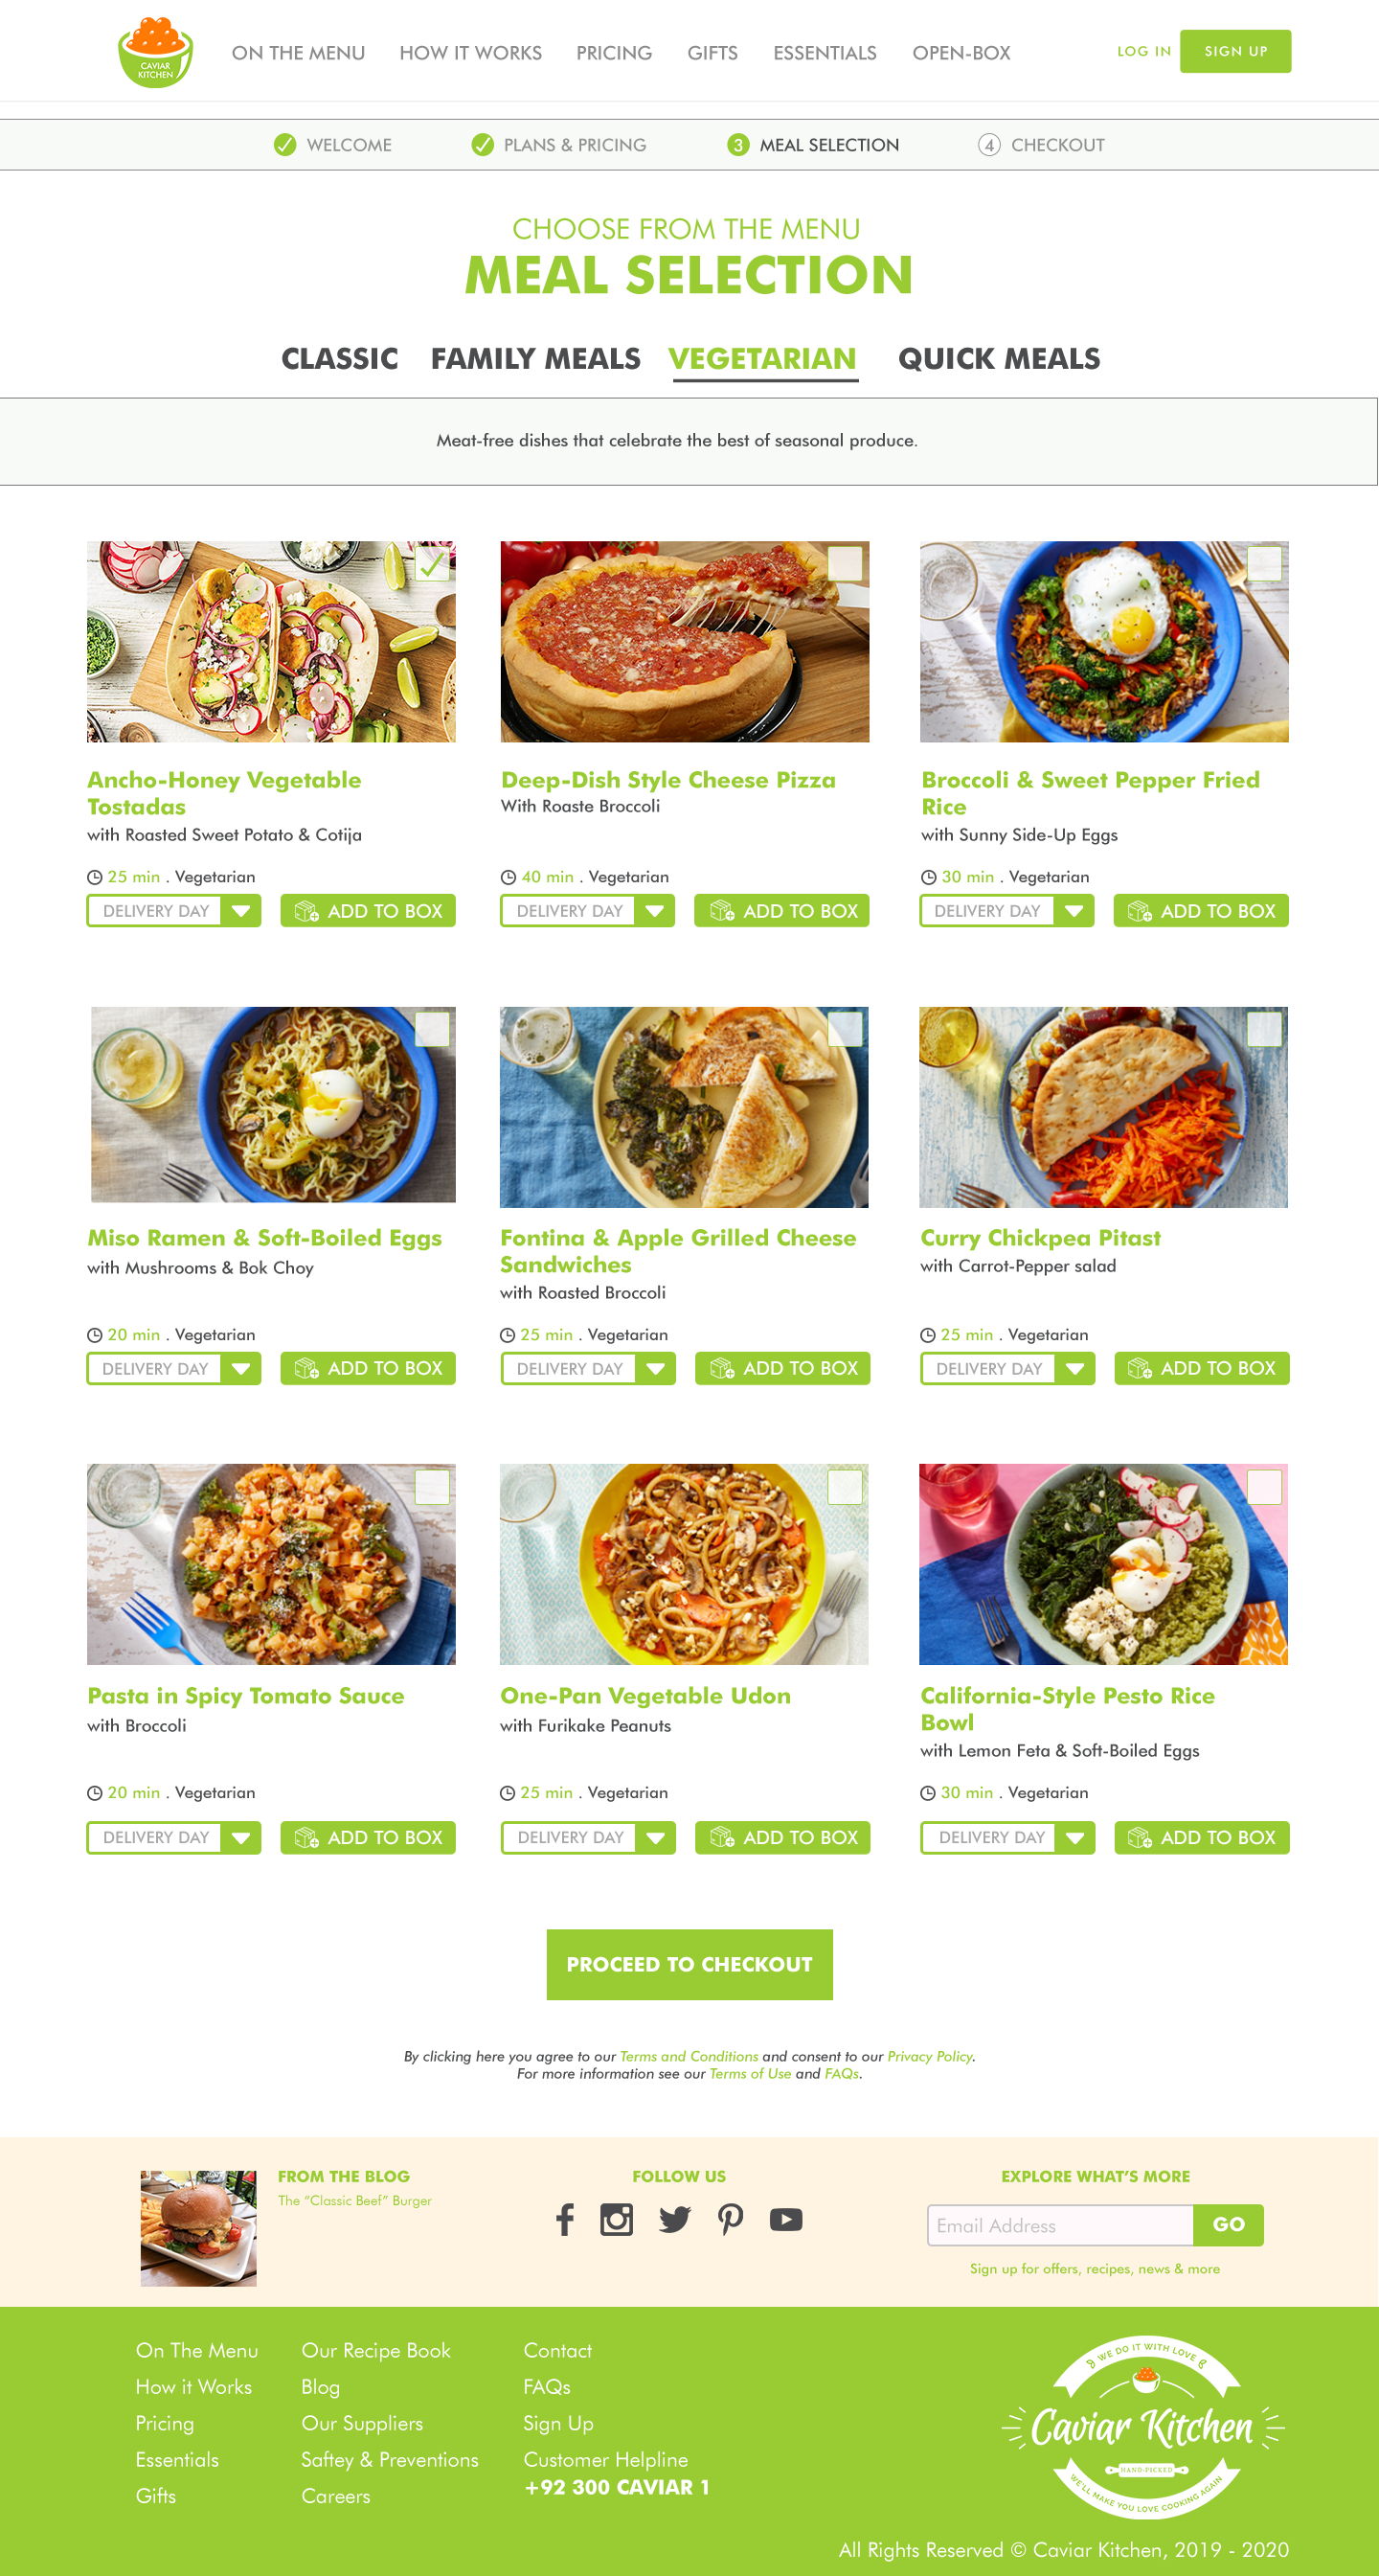 CAVIAR
KITCHEN
ON THE MENU HOW IT WORKS PRICING GIFTS ESSENTIALS OPEN-BOX LOG IN SIGN UP
WELCOME PLANS & PRICING 3 MEAL SELECTION 4 CHECKOUT
CHOOSE FROM THE MENU
MEAL SELECTION
CLASSIC FAMILY MEALS VEGETARIAN QUICK MEALS
Meat-free dishes that celebrate the best of seasonal produce.
Ancho-Honey Vegetable
Tostadas
with Roasted Sweet Potato & Cotija
25 min . Vegetarian
DELIVERY DAY ADD TO BOX
Deep-Dish Style Cheese Pizza
With Roaste Broccoli
40 min . Vegetarian
DELIVERY DAY ADD TO BOX
Broccoli & Sweet Pepper Fried
Rice
with Sunny Side-Up Eggs
30 min . Vegetarian
DELIVERY DAY ADD TO BOX
Miso Ramen & Soft-Boiled Eggs
with Mushrooms & Bok Choy
20 min . Vegetarian
DELIVERY DAY ADD TO BOX
Fontina & Apple Grilled Cheese
Sandwiches
with Roasted Broccoli
25 min . Vegetarian
DELIVERY DAY ADD TO BOX
Curry Chickpea Pitast
with Carrot-Pepper salad
25 min . Vegetarian
DELIVERY DAY ADD TO BOX
Pasta in Spicy Tomato Sauce
with Broccoli
20 min . Vegetarian
DELIVERY DAY ADD TO BOX
One-Pan Vegetable Udon
with Furikake Peanuts
25 min . Vegetarian
DELIVERY DAY ADD TO BOX
California-Style Pesto Rice
Bowl
with Lemon Feta & Soft-Boiled Eggs
30 min . Vegetarian
DELIVERY DAY ADD TO BOX
PROCEED TO CHECKOUT
By clicking here you agree to our Terms and Conditions and consent to our Privacy Policy.
For more information see our Terms of Use and FAQs.
FROM THE BLOG
The "Classic Beef" Burger
FOLLOW US
EXPLORE WHAT'S MORE
Email Address GO
Sign up for offers, recipes, news & more
On The Menu
How it Works
Pricing
Essentials
Gifts
Our Recipe Book
Blog
Our Suppliers
Saftey & Preventions
Careers
Contact
FAQs
Sign Up
Customer Helpline
+92 300 CAVIAR 1
WE DO IT WITH LOVE
Caviar Kitchen
HAND-PICKED
WE'LL MAKE YOU LOVE COOKING AGAIN
All Rights Reserved © Caviar Kitchen, 2019 - 2020